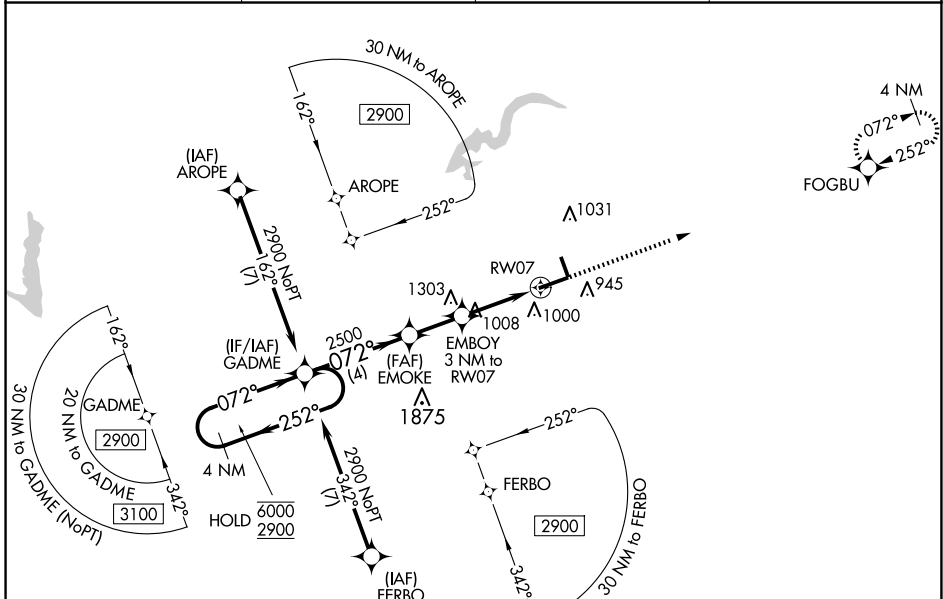 30 NM to AROPE
162°
2900
AROPE
252°
4 NM
072°
252°
FOGBU
(IAF)
AROPE
2900 NoPT
162°
(7)
1031
RW07
945
1303
1008
1000
EMBOY
3 NM to
RW07
(IF/IAF)
GADME
2500
072°
(4)
(FAF)
EMOKE
1875
072°
252°
4 NM
HOLD
6000
2900
162°
GADME
2900
20 NM to GADME
3100
342°
30 NM to GADME (NoPT)
2900 NoPT
342°
(7)
(IAF)
FERBO
252°
FERBO
2900
342°
30 NM to FERBO